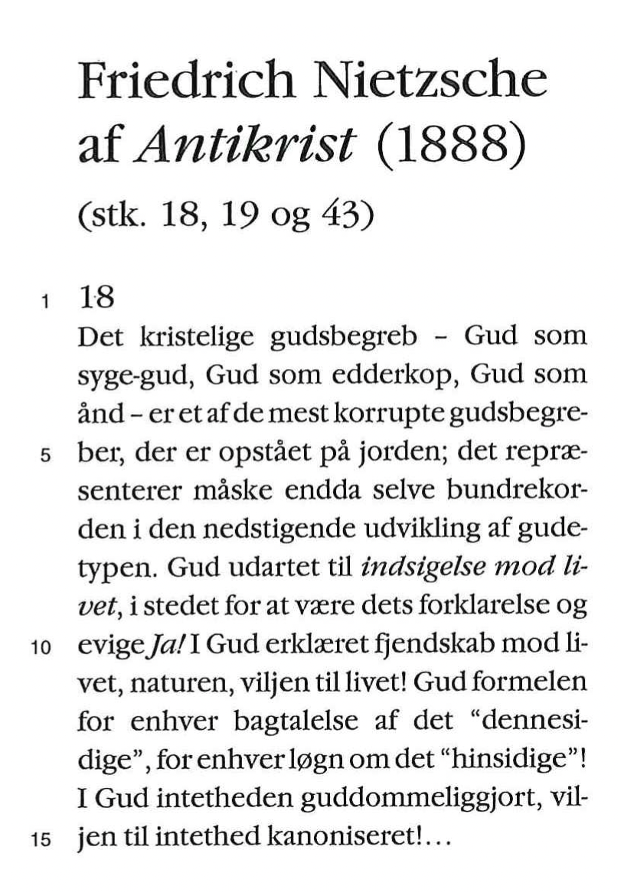 Friedrich Nietzsche
af Antikrist (1888)
(stk. 18, 19 og 43)
1 18
Det kristelige gudsbegreb – Gud som
syge-gud, Gud som edderkop, Gud som
ånd – er et af de mest korrupte gudsbegre-
5 ber, der er opstået på jorden; det repræ-
senterer måske endda selve bundrekor-
den i den nedstigende udvikling af gude-
typen. Gud udartet til indsigelse mod li-
vet, i stedet for at være dets forklarelse og
10 evige Ja! I Gud erklæret fjendskab mod li-
vet, naturen, viljen til livet! Gud formelen
for enhver bagtalelse af det “dennesi-
dige”, for enhver løgn om det “hinsidige”!
I Gud intetheden guddommeliggjort, vil-
15 jen til intethed kanoniseret!...